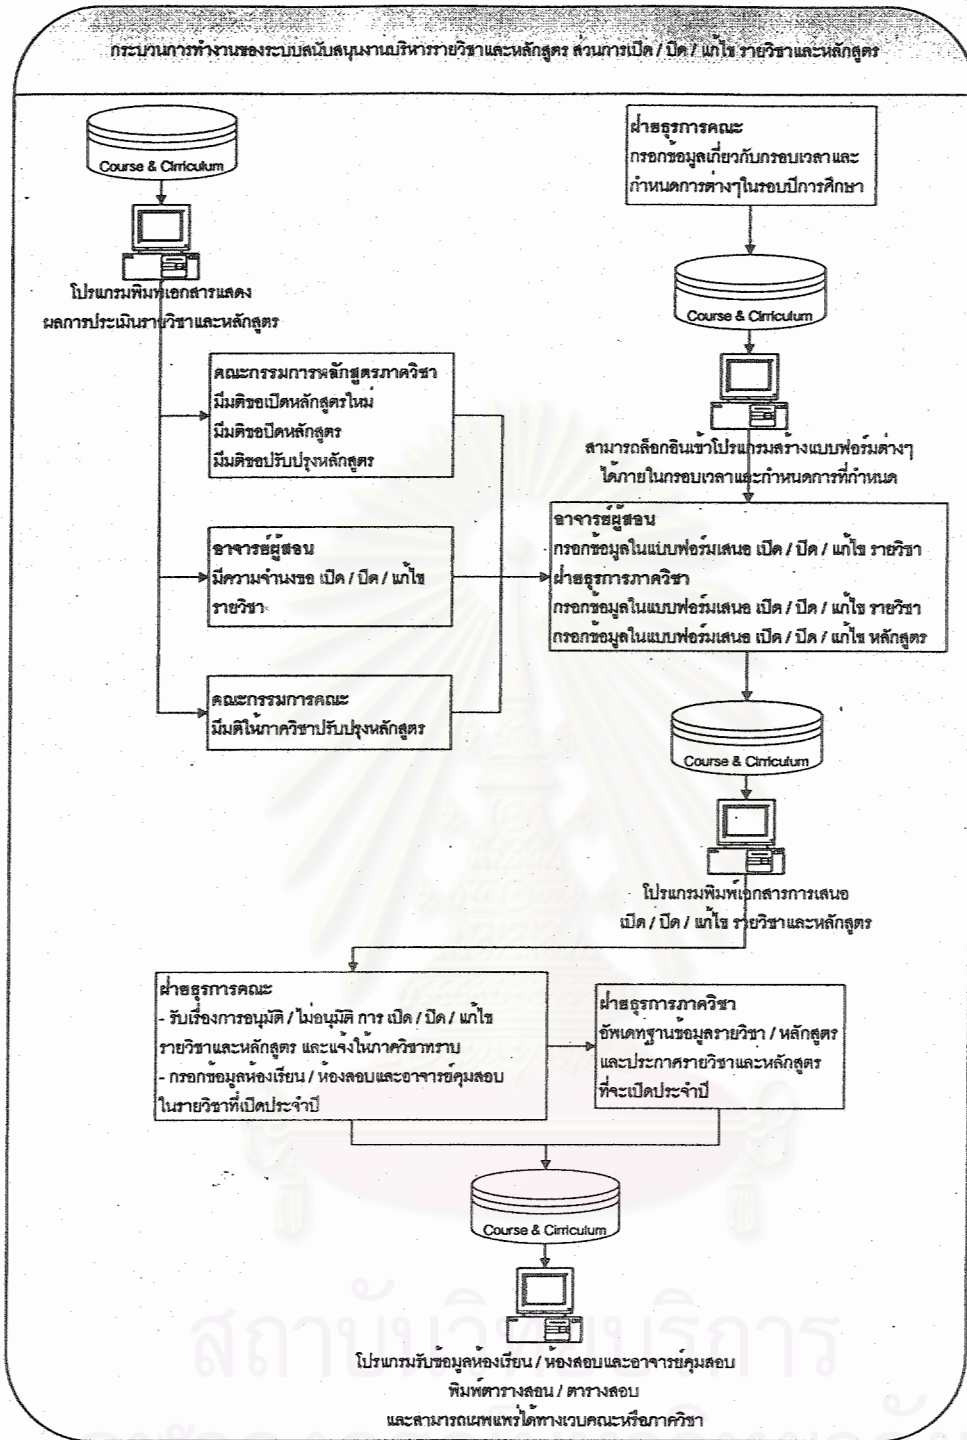 กระบวนการทำงานของระบบสนับสนุนงานบริหารรายวิชาและหลักสูตร ส่วนการเปิด / ปิด / แก้ไข รายวิชาและหลักสูตร
Course & Cirriculum
โปรแกรมพิมพ์เอกสารแสดง
ผลการประเมินรายวิชาและหลักสูตร
ฝ่ายธุรการคณะ
กรอกข้อมูลเกี่ยวกับกรอบเวลาและ
กำหนดการต่างๆในรอบปีการศึกษา
Course & Cirriculum
สามารถล็อกอินเข้าโปรแกรมสร้างแบบฟอร์มต่างๆ
ได้ภายในกรอบเวลาและกำหนดการที่กำหนด
คณะกรรมการหลักสูตรภาควิชา
มีมติขอเปิดหลักสูตรใหม่
มีมติขอปิดหลักสูตร
มีมติขอปรับปรุงหลักสูตร
อาจารย์ผู้สอน
มีความจำนงขอ เปิด / ปิด / แก้ไข
รายวิชา
คณะกรรมการคณะ
มีมติให้ภาควิชาปรับปรุงหลักสูตร
อาจารย์ผู้สอน
กรอกข้อมูลในแบบฟอร์มเสนอ เปิด / ปิด / แก้ไข รายวิชา
ฝ่ายธุรการภาควิชา
กรอกข้อมูลในแบบฟอร์มเสนอ เปิด / ปิด / แก้ไข รายวิชา
กรอกข้อมูลในแบบฟอร์มเสนอ เปิด / ปิด / แก้ไข หลักสูตร
Course & Cirriculum
โปรแกรมพิมพ์เอกสารการเสนอ
เปิด / ปิด / แก้ไข รายวิชาและหลักสูตร
ฝ่ายธุรการคณะ
- รับเรื่องการอนุมัติ / ไม่อนุมัติ การ เปิด / ปิด / แก้ไข
รายวิชาและหลักสูตร และแจ้งให้ภาควิชาทราบ
- กรอกข้อมูลห้องเรียน / ห้องสอบและอาจารย์คุมสอบ
ในรายวิชาที่เปิดประจำปี
ฝ่ายธุรการภาควิชา
อัพเดทฐานข้อมูลรายวิชา / หลักสูตร
และประกาศรายวิชาและหลักสูตร
ที่จะเปิดประจำปี
Course & Cirriculum
โปรแกรมรับข้อมูลห้องเรียน / ห้องสอบและอาจารย์คุมสอบ
พิมพ์ตารางสอน / ตารางสอบ
และสามารถเผยแพร่ได้ทางเวบคณะหรือภาควิชา
สถาบันวิทยบริการ